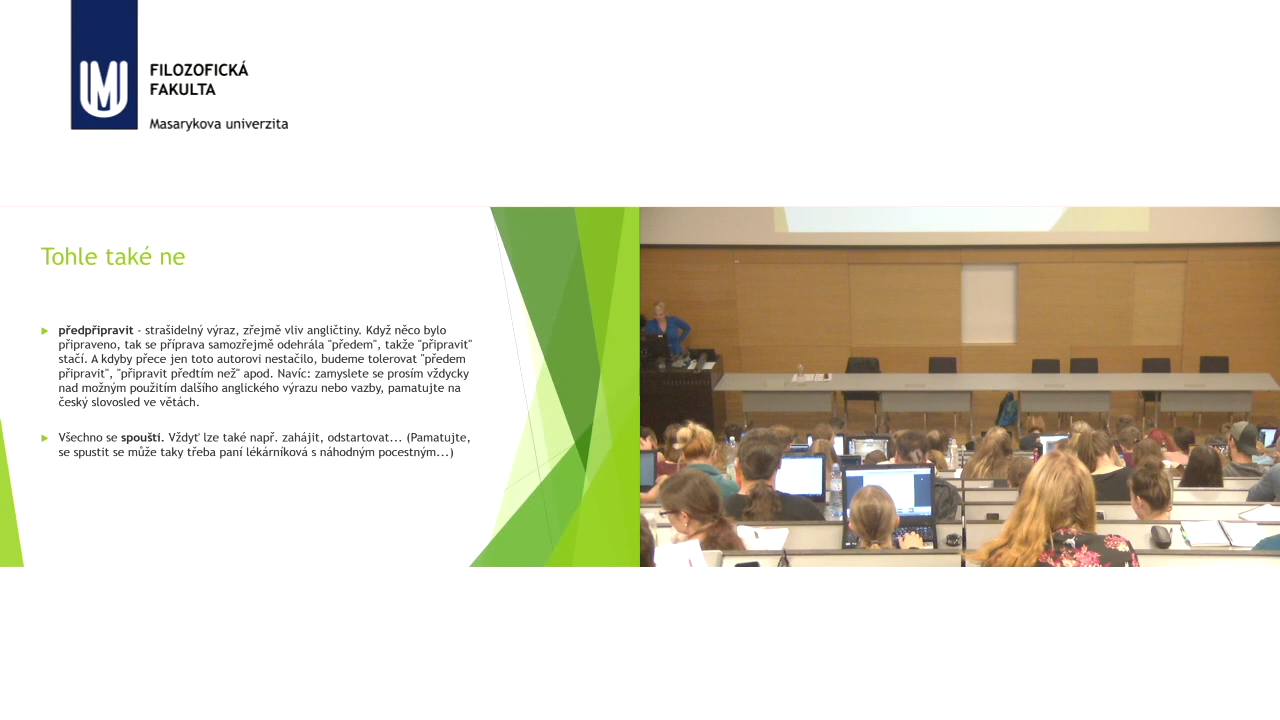 FILOZOFICKÁ
FAKULTA
Masarykova univerzita
Tohle také ne
předpřipravit - strašidelný výraz, zřejmě vliv angličtiny. Když něco bylo
připraveno, tak se příprava samozřejmě odehrála "předem", takže "připravit"
stačí. A kdyby přece jen toto autorovi nestačilo, budeme tolerovat "předem
připravit", "připravit předtím než" apod. Navíc: zamyslete se prosím vždycky
nad možným použitím dalšího anglického výrazu nebo vazby, pamatujte na
český slovosled ve větách.
Všechno se spouští. Vždyť lze také např. zahájit, odstartovat... (Pamatujte,
se spustit se může taky třeba paní lékárníková s náhodným pocestným...)